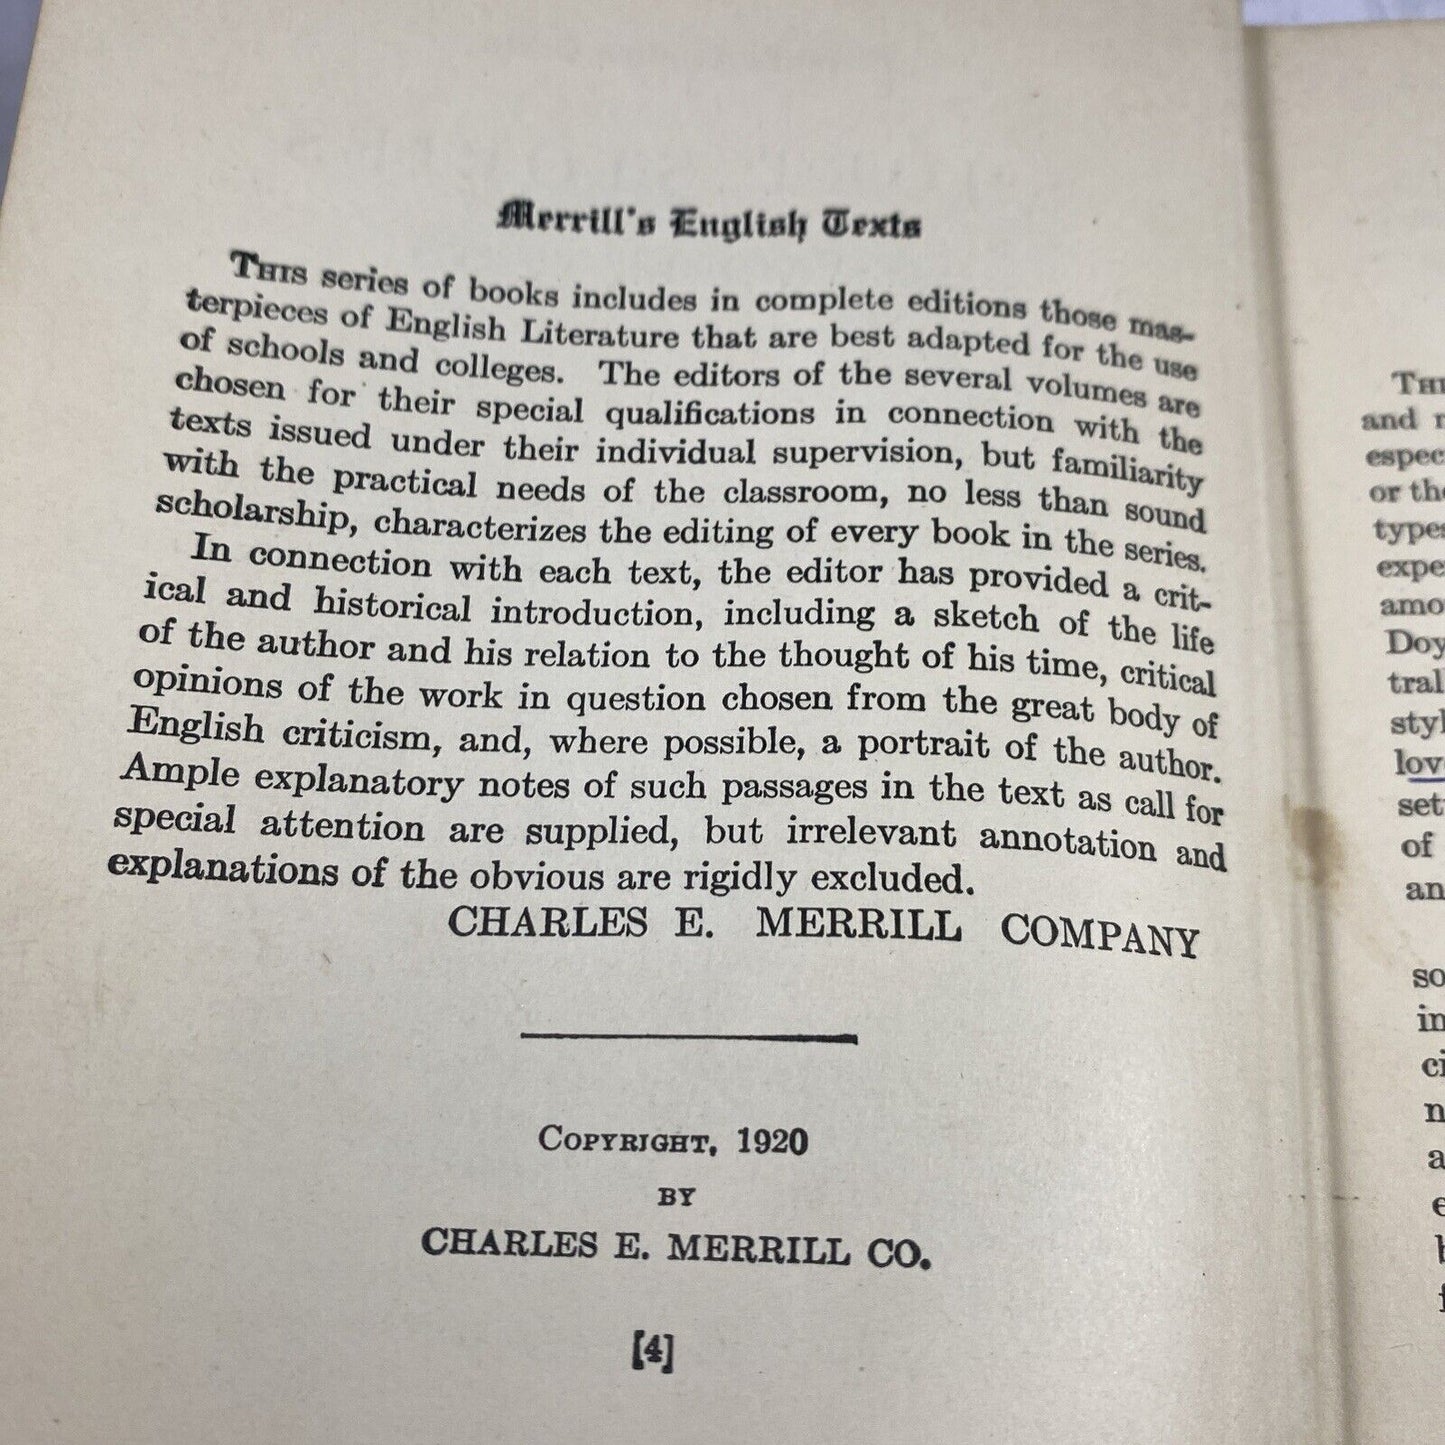 Merrill's English Texts
THIS series of books includes in complete editions those mas-
terpieces of English Literature that are best adapted for the use
of schools and colleges. The editors of the several volumes are
chosen for their special qualifications in connection with the
texts issued under their individual supervision, but familiarity
with the practical needs of the classroom, no less than sound
scholarship, characterizes the editing of every book in the series.
In connection with each text, the editor has provided a crit-
ical and historical introduction, including a sketch of the life
of the author and his relation to the thought of his time, critical
opinions of the work in question chosen from the great body of
English criticism, and, where possible, a portrait of the author.
Ample explanatory notes of such passages in the text as call for
special attention are supplied, but irrelevant annotation and
explanations of the obvious are rigidly excluded.
CHARLES E. MERRILL COMPANY
COPYRIGHT, 1920
BY
CHARLES E. MERRILL CO.
[4]
and
or
of